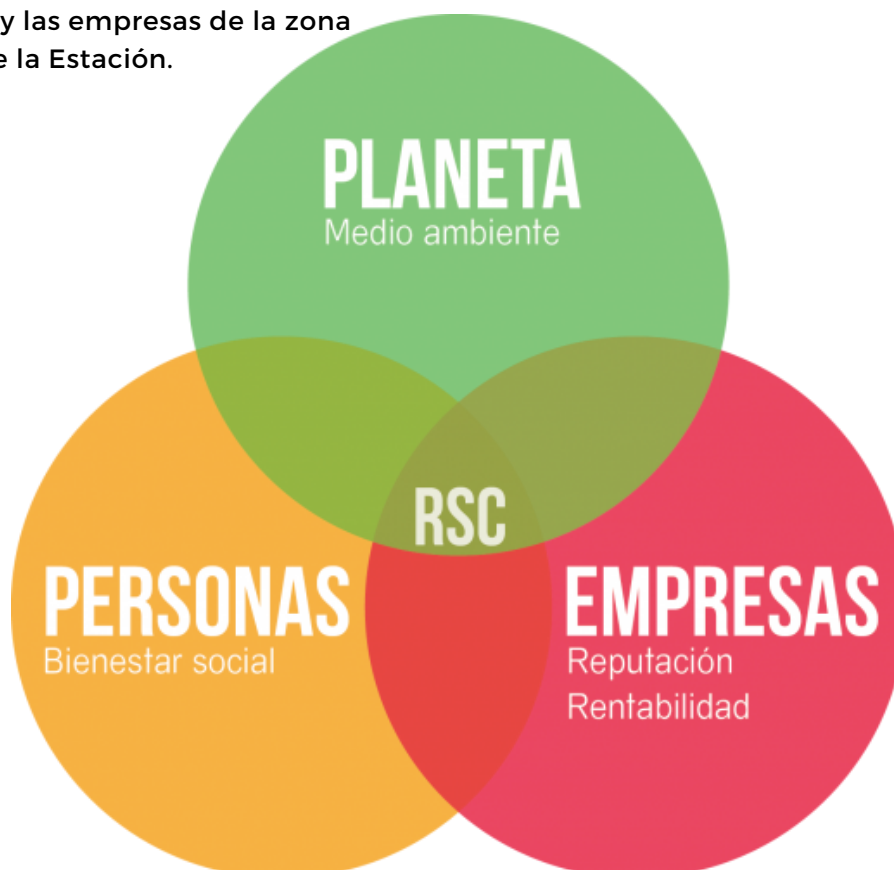 y las empresas de la zona
la Estación.
PLANETA
Medio ambiente
RSC
PERSONAS
Bienestar social
EMPRESAS
Reputación
Rentabilidad